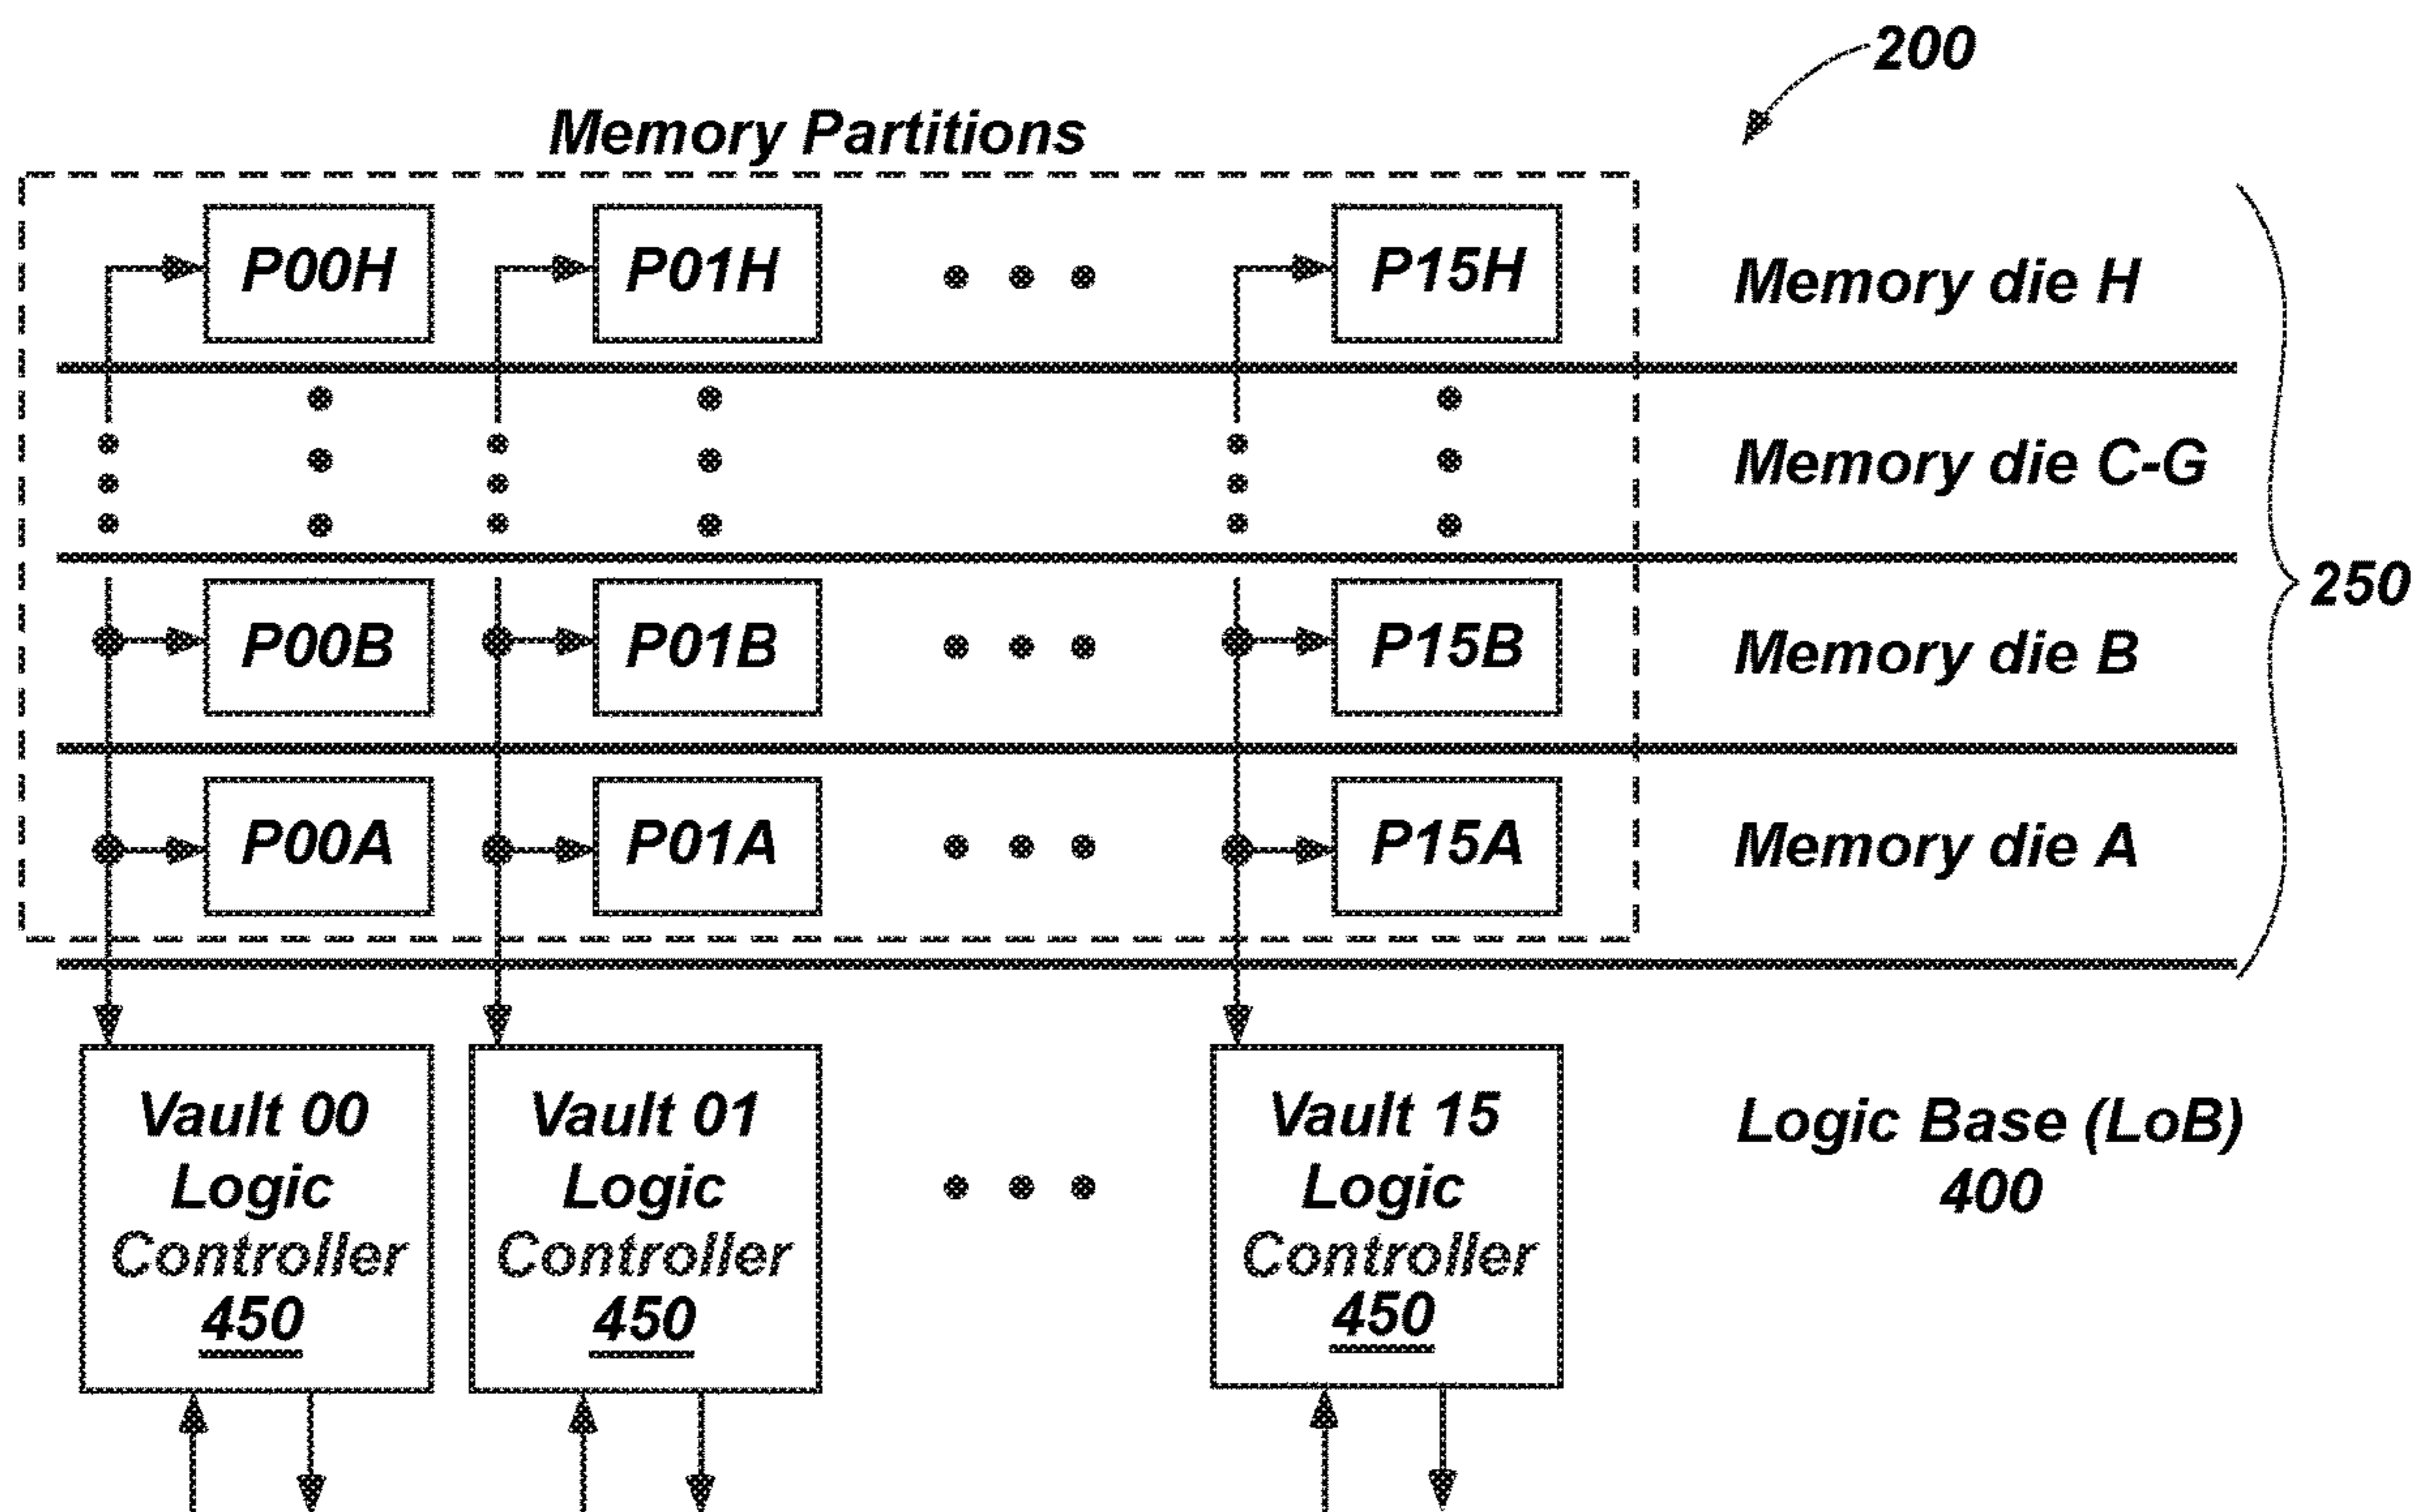 200
Memory Partitions
P00H P01H P15H Memory die H
Memory die C-G
250
P00B P01B P15B Memory die B
P00A P01A P15A Memory die A
Vault 00 Vault 01 Vault 15 Logic Base (LoB)
Logic Logic Logic 400
Controller Controller Controller
450 450 450